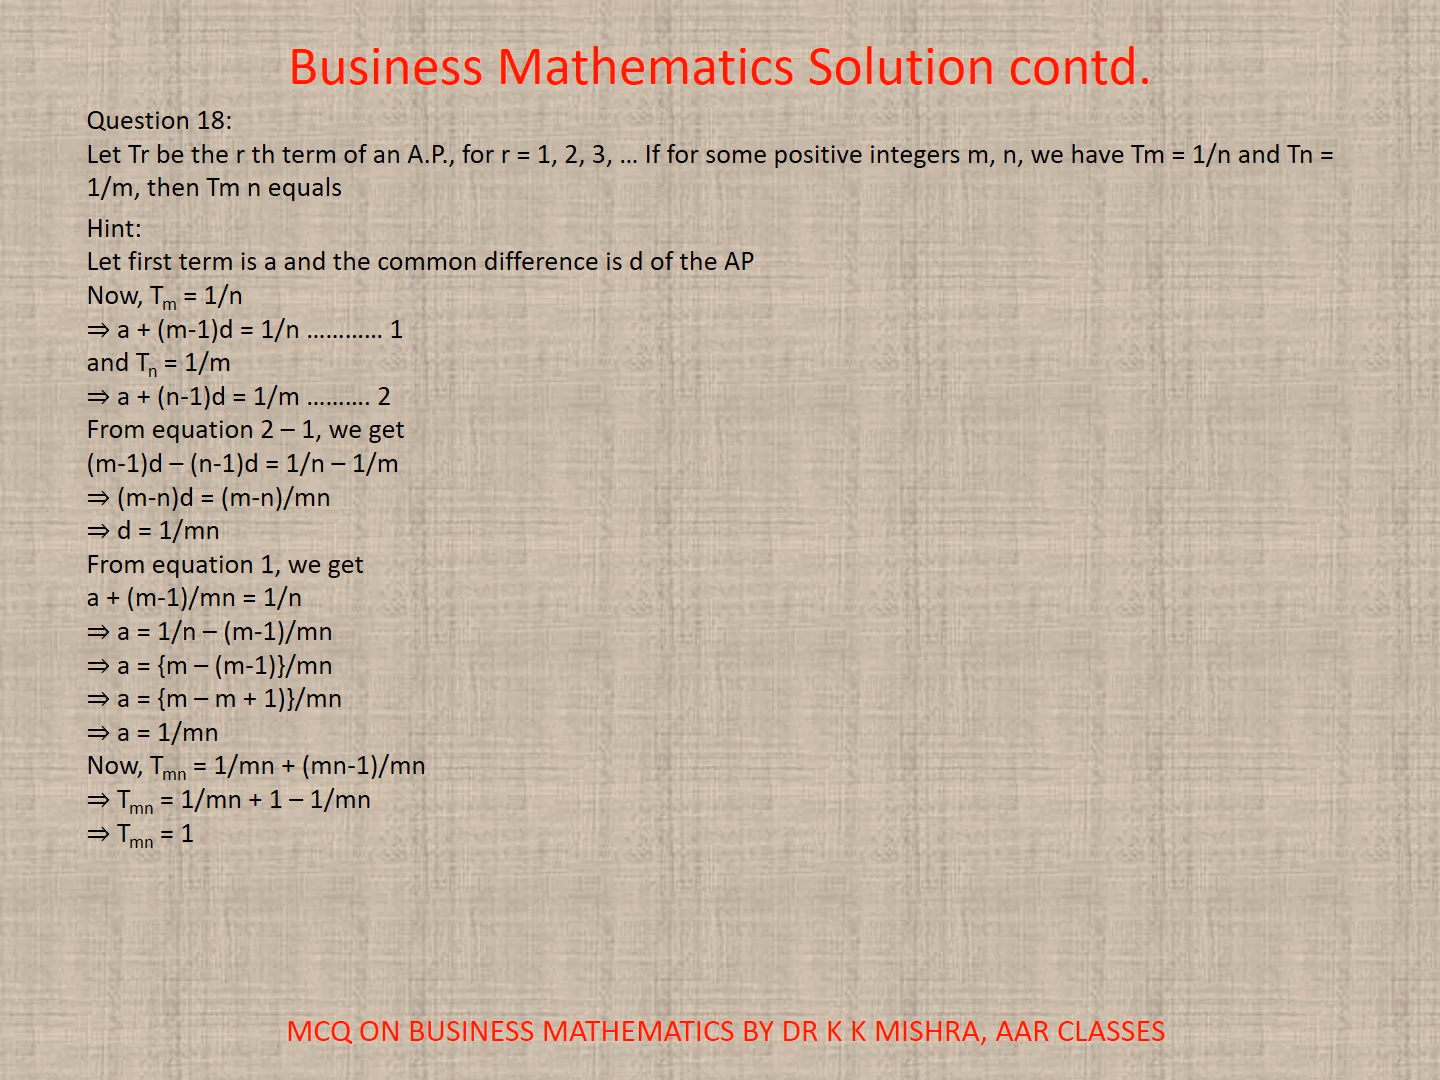 Business Mathematics Solution contd.
Question 18:
Let Tr be the r th term of an A.P., for r = 1, 2, 3, … If for some positive integers m, n, we have Tm = 1/n and Tn =
1/m, then Tm n equals
Hint:
Let first term is a and the common difference is d of the AP
Now, Tₘ = 1/n
⇒ a + (m-1)d = 1/n ………… 1
and Tₙ = 1/m
⇒ a + (n-1)d = 1/m ………. 2
From equation 2 – 1, we get
(m-1)d – (n-1)d = 1/n – 1/m
⇒ (m-n)d = (m-n)/mn
⇒ d = 1/mn
From equation 1, we get
a + (m-1)/mn = 1/n
⇒ a = 1/n – (m-1)/mn
⇒ a = {m – (m-1)}/mn
⇒ a = {m – m + 1)}/mn
⇒ a = 1/mn
Now, Tₘₙ = 1/mn + (mn-1)/mn
⇒ Tₘₙ = 1/mn + 1 – 1/mn
⇒ Tₘₙ = 1
MCQ ON BUSINESS MATHEMATICS BY DR K K MISHRA, AAR CLASSES